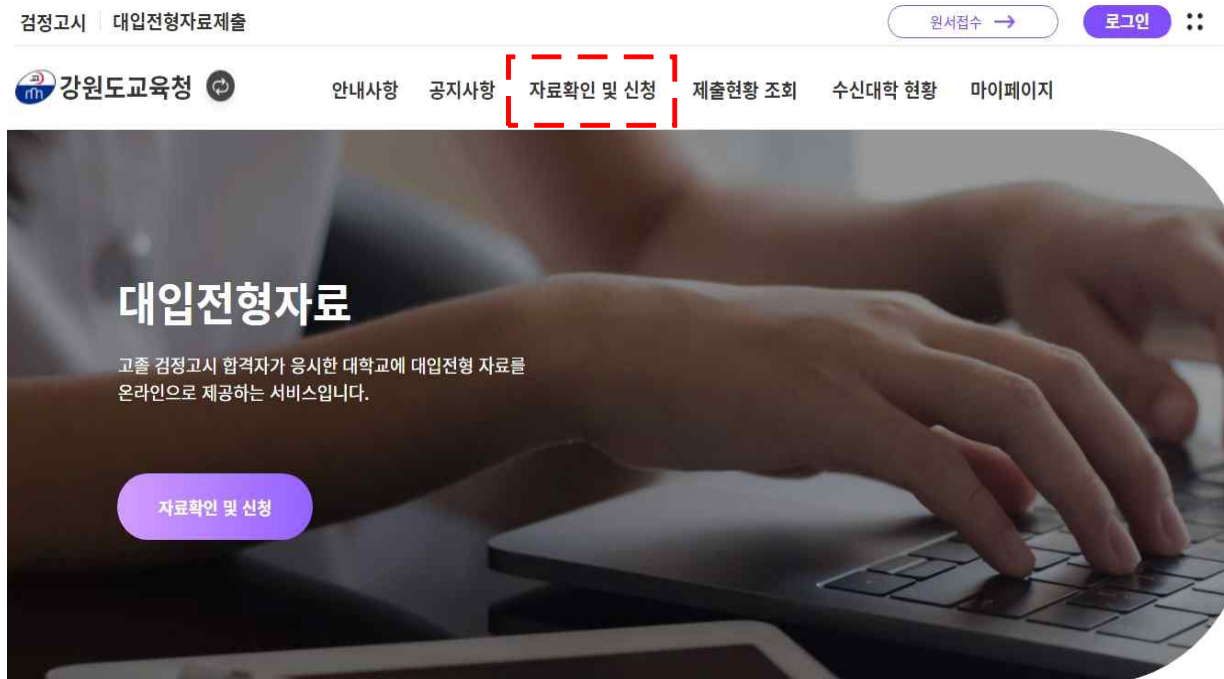 검정고시 대입전형자료제출 원서접수 → 로그인
강원도교육청 안내사항 공지사항 자료확인 및 신청 제출현황 조회 수신대학 현황 마이페이지
대입전형자료
고졸 검정고시 합격자가 응시한 대학교에 대입전형 자료를
온라인으로 제공하는 서비스입니다.
자료확인 및 신청